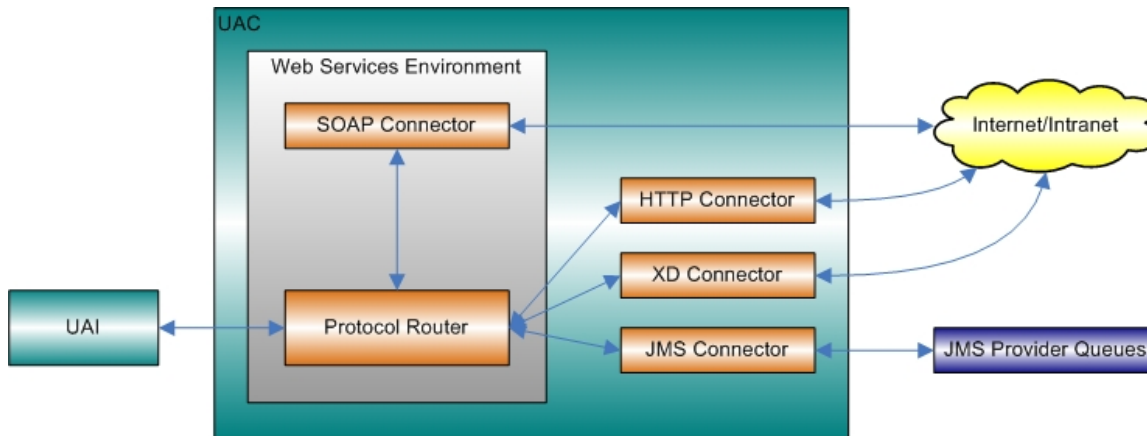 UAC
Web Services Environment
SOAP Connector
Internet/Intranet
HTTP Connector
XD Connector
UAI
Protocol Router
JMS Connector
JMS Provider Queues